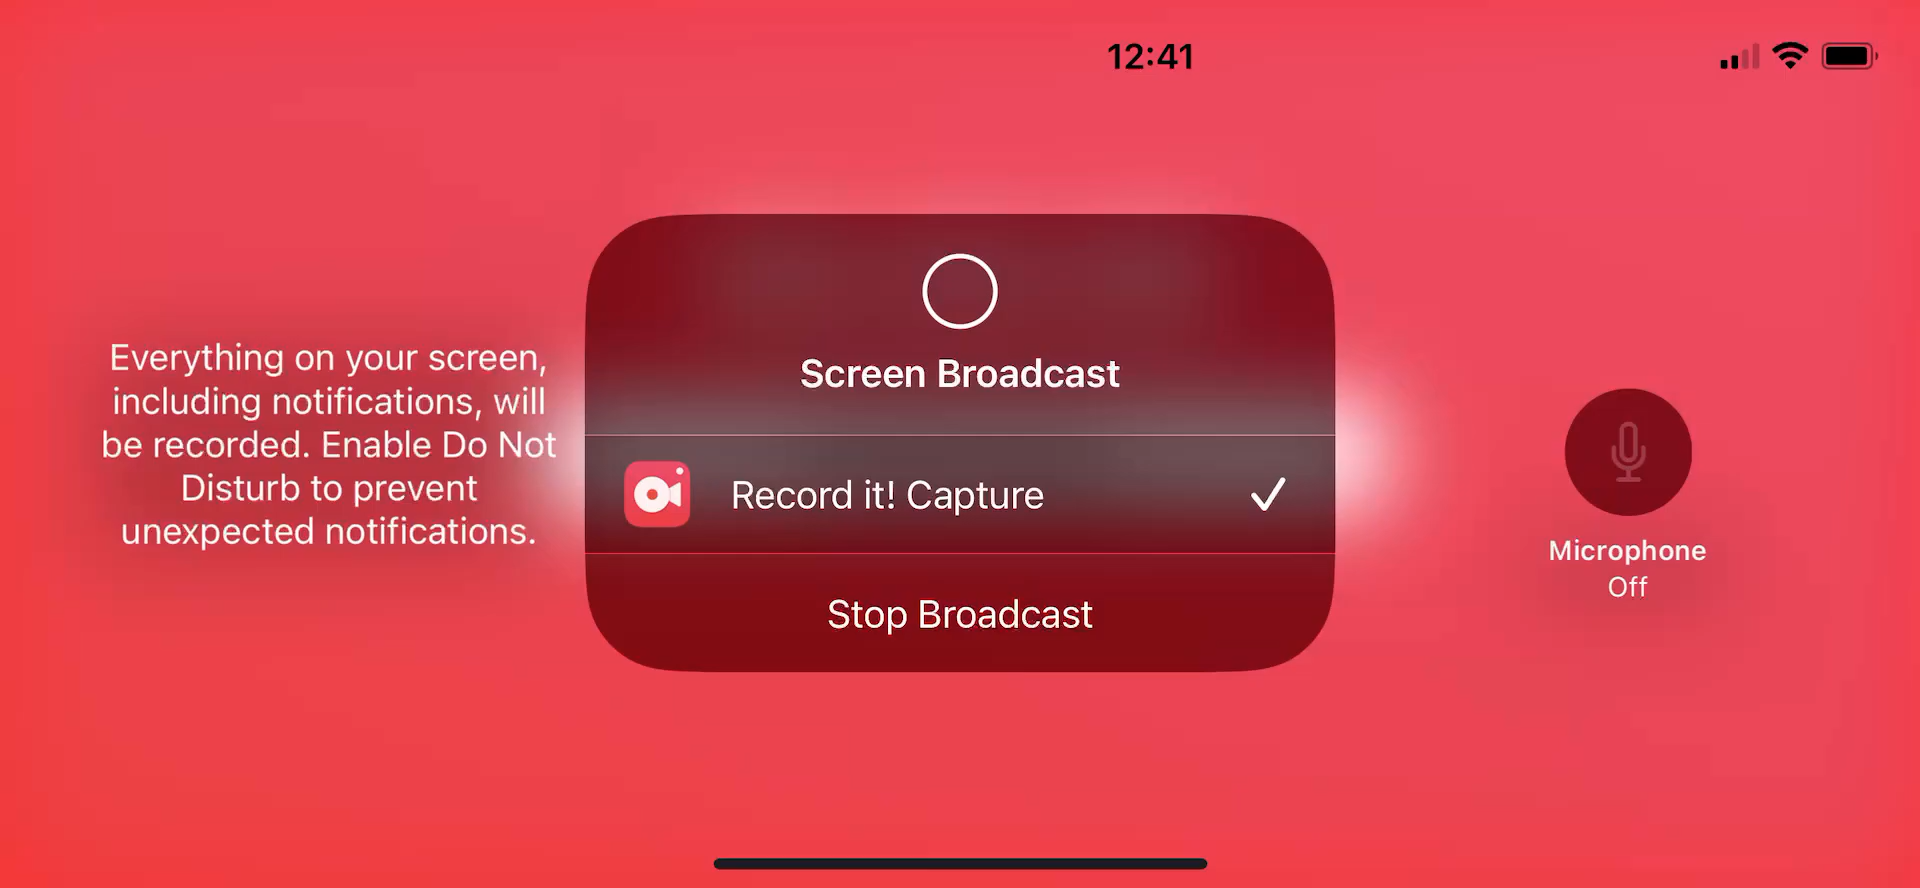 12:41
Everything on your screen,
including notifications, will
be recorded. Enable Do Not
Disturb to prevent
unexpected notifications.
Screen Broadcast
Record it! Capture
Stop Broadcast
Microphone
Off